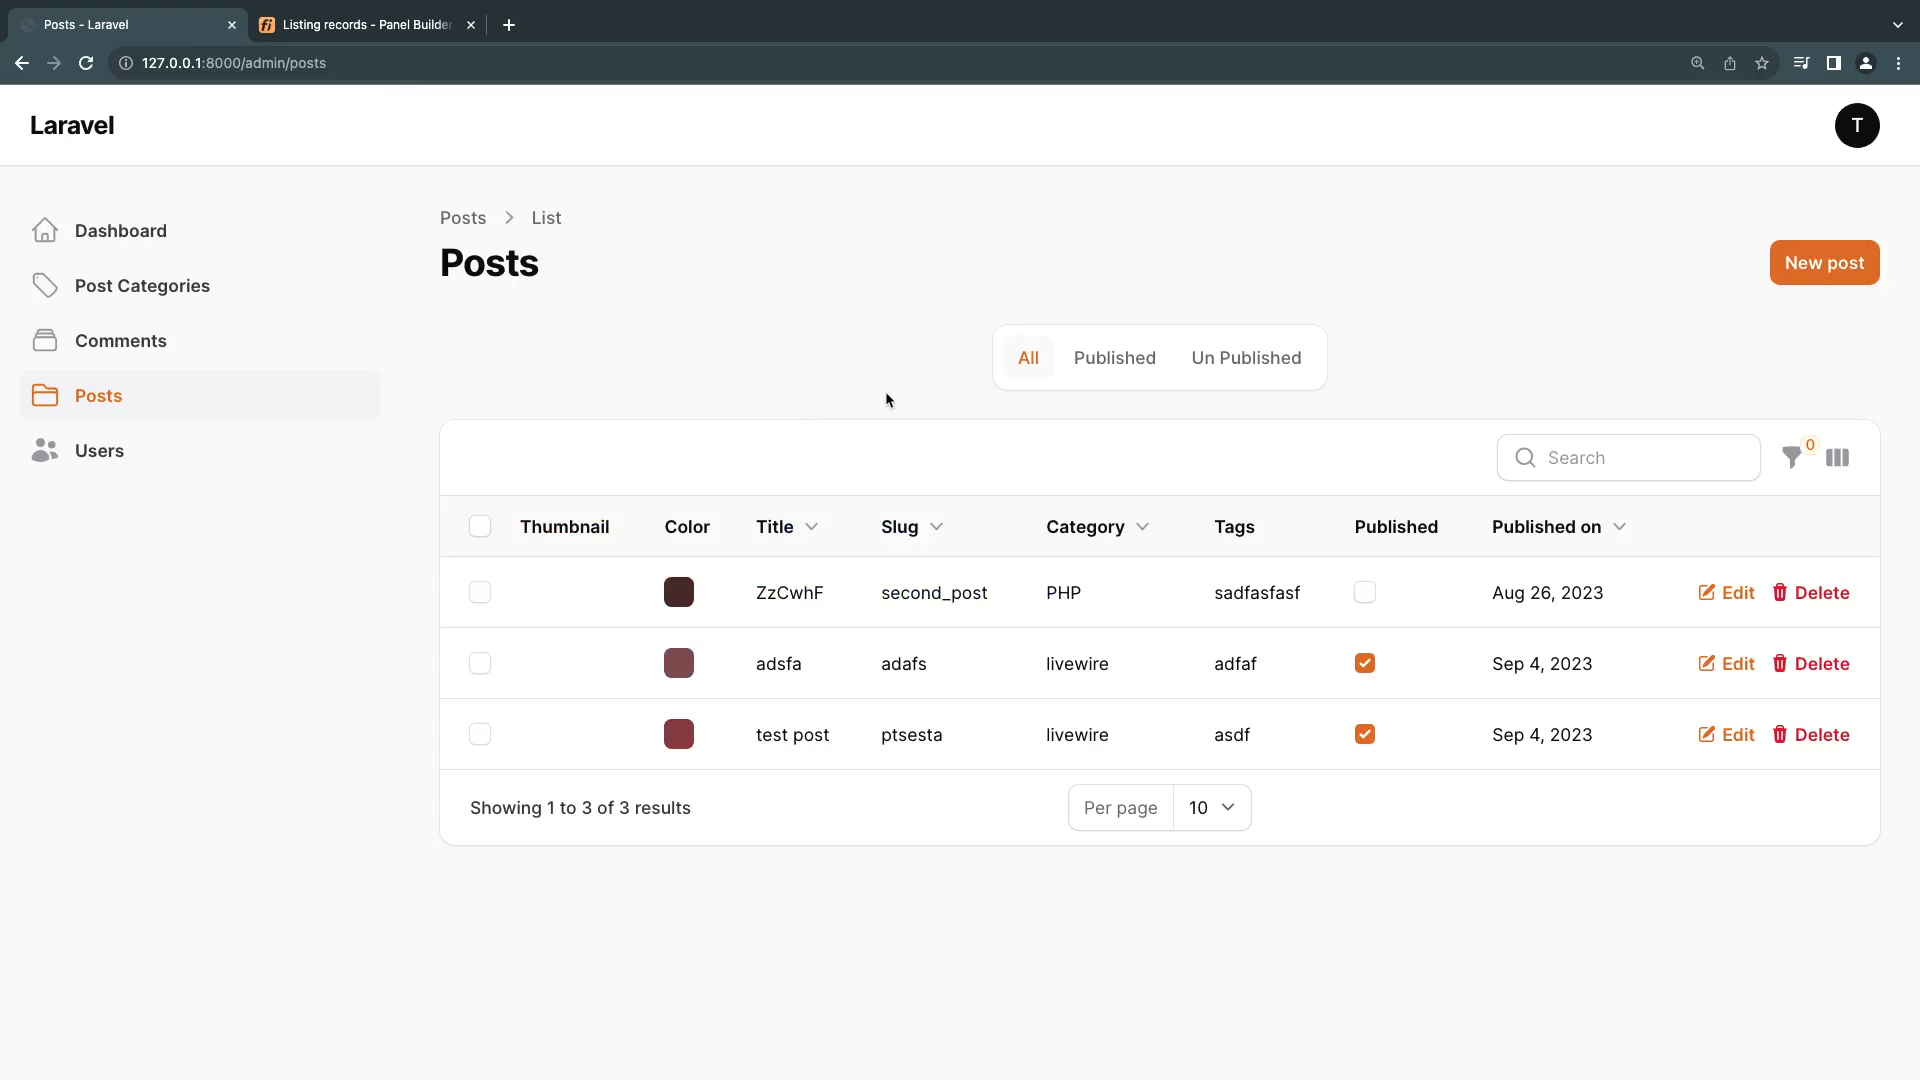 Posts - Laravel
Listing records - Panel Builder
127.0.0.1:8000/admin/posts
Laravel
T
Dashboard
Post Categories
Comments
Posts
Users
Posts > List
Posts
New post
All Published Un Published
Search
0
Thumbnail Color Title Slug Category Tags Published Published on
ZzCwhF second_post PHP sadfasfasf Aug 26, 2023 Edit Delete
adsfa adafs livewire adfaf Sep 4, 2023 Edit Delete
test post ptsesta livewire asdf Sep 4, 2023 Edit Delete
Showing 1 to 3 of 3 results
Per page 10